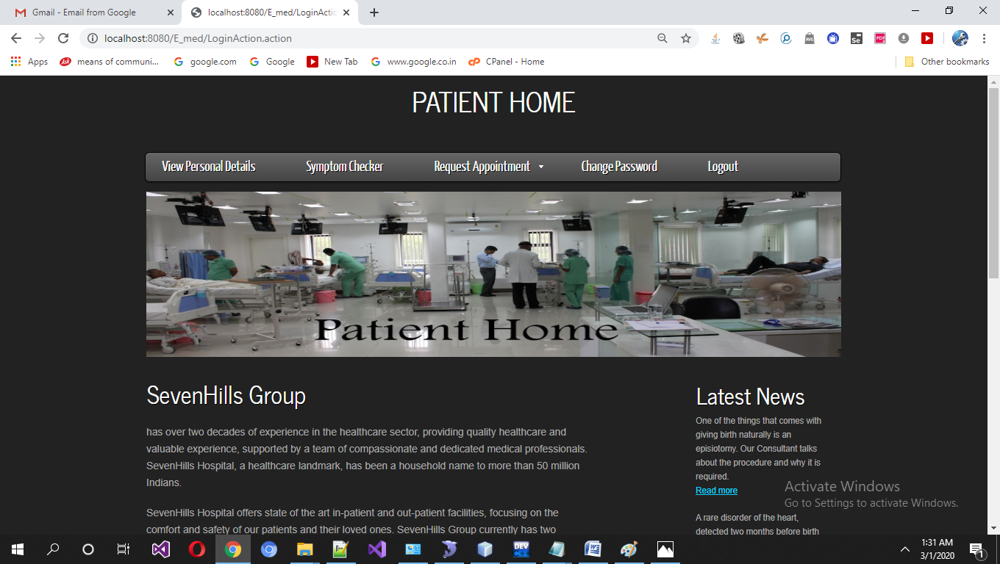 Gmail - Email from Google
localhost:8080/E_med/LoginActic
localhost:8080/E_med/LoginAction.action
Apps
Ask
means of communi...
google.com
Google
New Tab
www.google.co.in
cP
CPanel - Home
Other bookmarks
AVG
Se
PDF
PATIENT HOME
View Personal Details
Symptom Checker
Request Appointment
Change Password
Logout
Patient Home
SevenHills Group
has over two decades of experience in the healthcare sector, providing quality healthcare and
valuable experience, supported by a team of compassionate and dedicated medical professionals.
SevenHills Hospital, a healthcare landmark, has been a household name to more than 50 million
Indians.
SevenHills Hospital offers state of the art in-patient and out-patient facilities, focusing on the
comfort and safety of our patients and their loved ones. SevenHills Group currently has two
Latest News
One of the things that comes with
giving birth naturally is an
episiotomy. Our Consultant talks
about the procedure and why it is
required.
Read more
A rare disorder of the heart,
detected two months before birth
Activate Windows
Go to Settings to activate Windows.
DEV
1:31 AM
3/1/2020
1